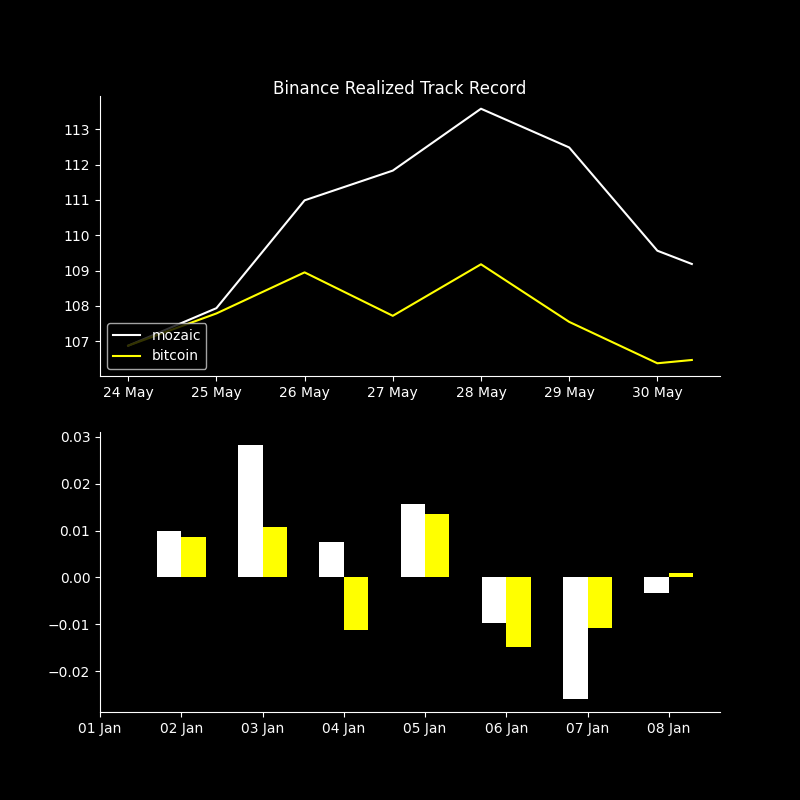 Binance Realized Track Record
113
112
111
110
109
108
107
mozaic
bitcoin
24 May 25 May 26 May 27 May 28 May 29 May 30 May
0.03
0.02
0.01
0.00
−0.01
−0.02
01 Jan 02 Jan 03 Jan 04 Jan 05 Jan 06 Jan 07 Jan 08 Jan